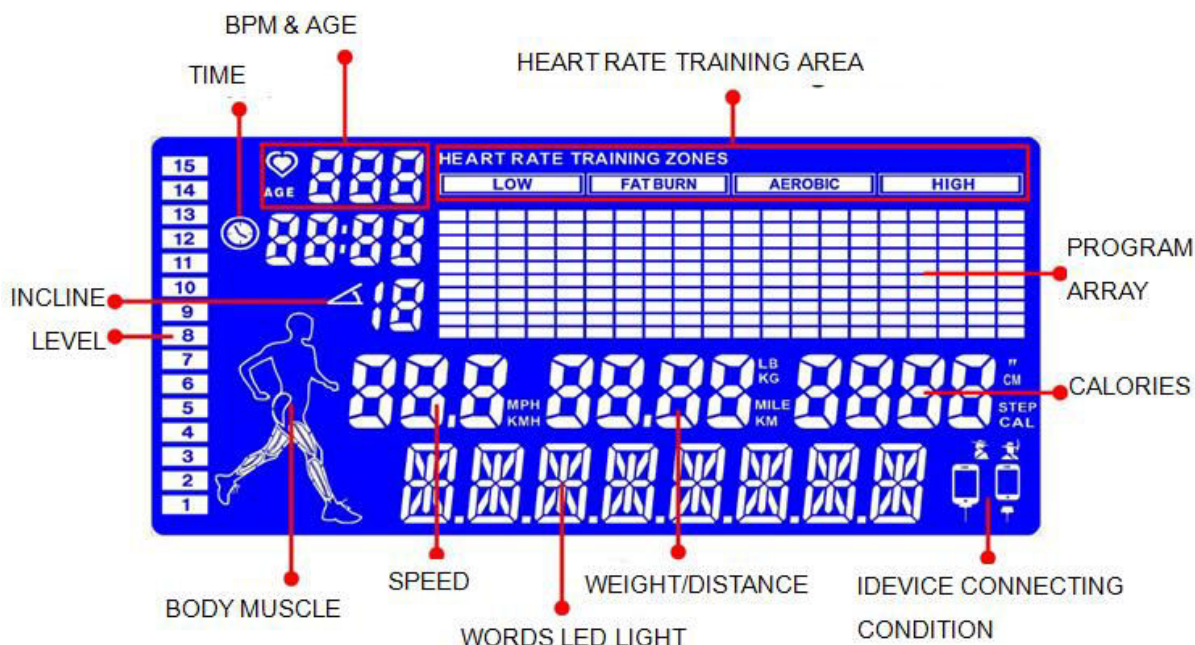 BPM & AGE
TIME
HEART RATE TRAINING AREA
HEART RATE TRAINING ZONES
LOW FAT BURN AEROBIC HIGH
AGE
15
14
13
12
11
10
9
8
7
6
5
4
3
2
1
INCLINE
LEVEL
PROGRAM
ARRAY
CALORIES
88:88
18
888
88.8
MPH
KMH
88.88
LB
KG
MILE
KM
8888
"
CM
STEP
CAL
BODY MUSCLE
SPEED
WORDS LED LIGHT
WEIGHT/DISTANCE
IDEVICE CONNECTING
CONDITION